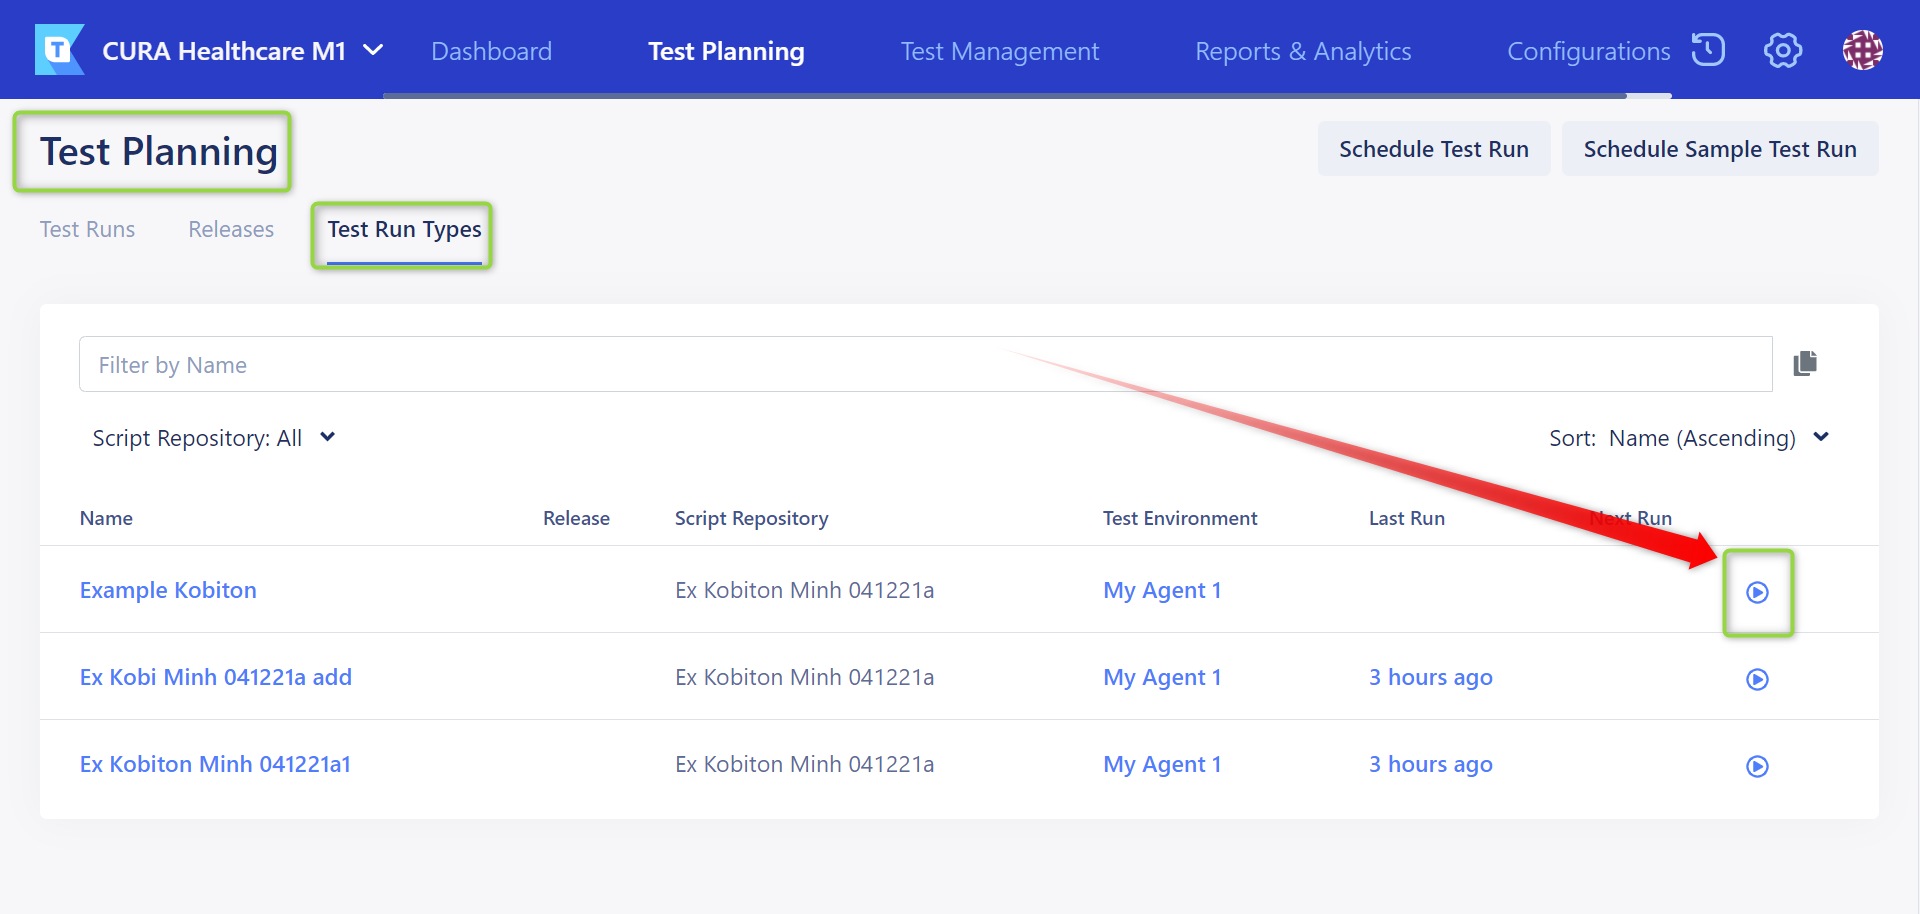 T CURA Healthcare M1 Dashboard Test Planning Test Management Reports & Analytics Configurations
Test Planning Schedule Test Run Schedule Sample Test Run
Test Runs Releases Test Run Types
Filter by Name
Script Repository: All Sort: Name (Ascending)
Name Release Script Repository Test Environment Last Run Next Run
Example Kobiton Ex Kobiton Minh 041221a My Agent 1
Ex Kobi Minh 041221a add Ex Kobiton Minh 041221a My Agent 1 3 hours ago
Ex Kobiton Minh 041221a1 Ex Kobiton Minh 041221a My Agent 1 3 hours ago